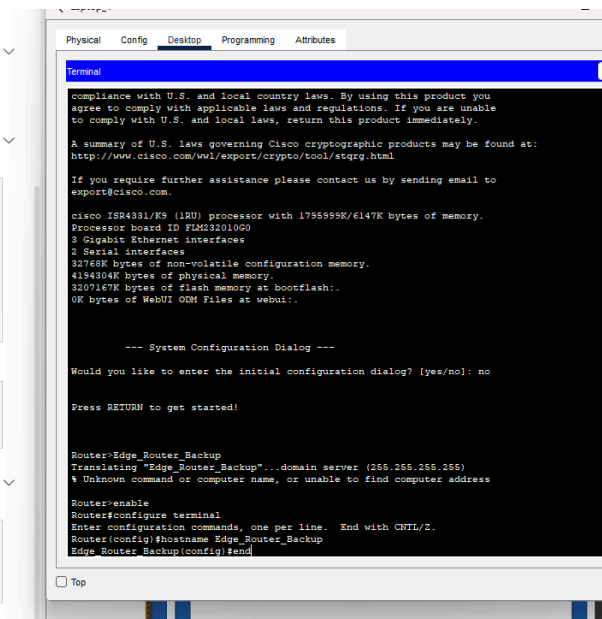 Physical Config Desktop Programming Attributes
Terminal
compliance with U.S. and local country laws. By using this product you
agree to comply with applicable laws and regulations. If you are unable
to comply with U.S. and local laws, return this product immediately.
A summary of U.S. laws governing Cisco cryptographic products may be found at:
http://www.cisco.com/wwl/export/crypto/tool/stqrg.html
If you require further assistance please contact us by sending email to
export@cisco.com.
cisco ISR4331/K9 (1RU) processor with 1795999K/6147K bytes of memory.
Processor board ID FLM232010G0
3 Gigabit Ethernet interfaces
2 Serial interfaces
32768K bytes of non-volatile configuration memory.
4194304K bytes of physical memory.
3207167K bytes of flash memory at bootflash:.
0K bytes of WebUI ODM Files at webui:.
--- System Configuration Dialog ---
Would you like to enter the initial configuration dialog? [yes/no]: no
Press RETURN to get started!
Router>Edge_Router_Backup
Translating "Edge_Router_Backup"...domain server (255.255.255.255)
% Unknown command or computer name, or unable to find computer address
Router>enable
Router#configure terminal
Enter configuration commands, one per line. End with CNTL/Z.
Router(config)#hostname Edge_Router_Backup
Edge_Router_Backup(config)#end
Top